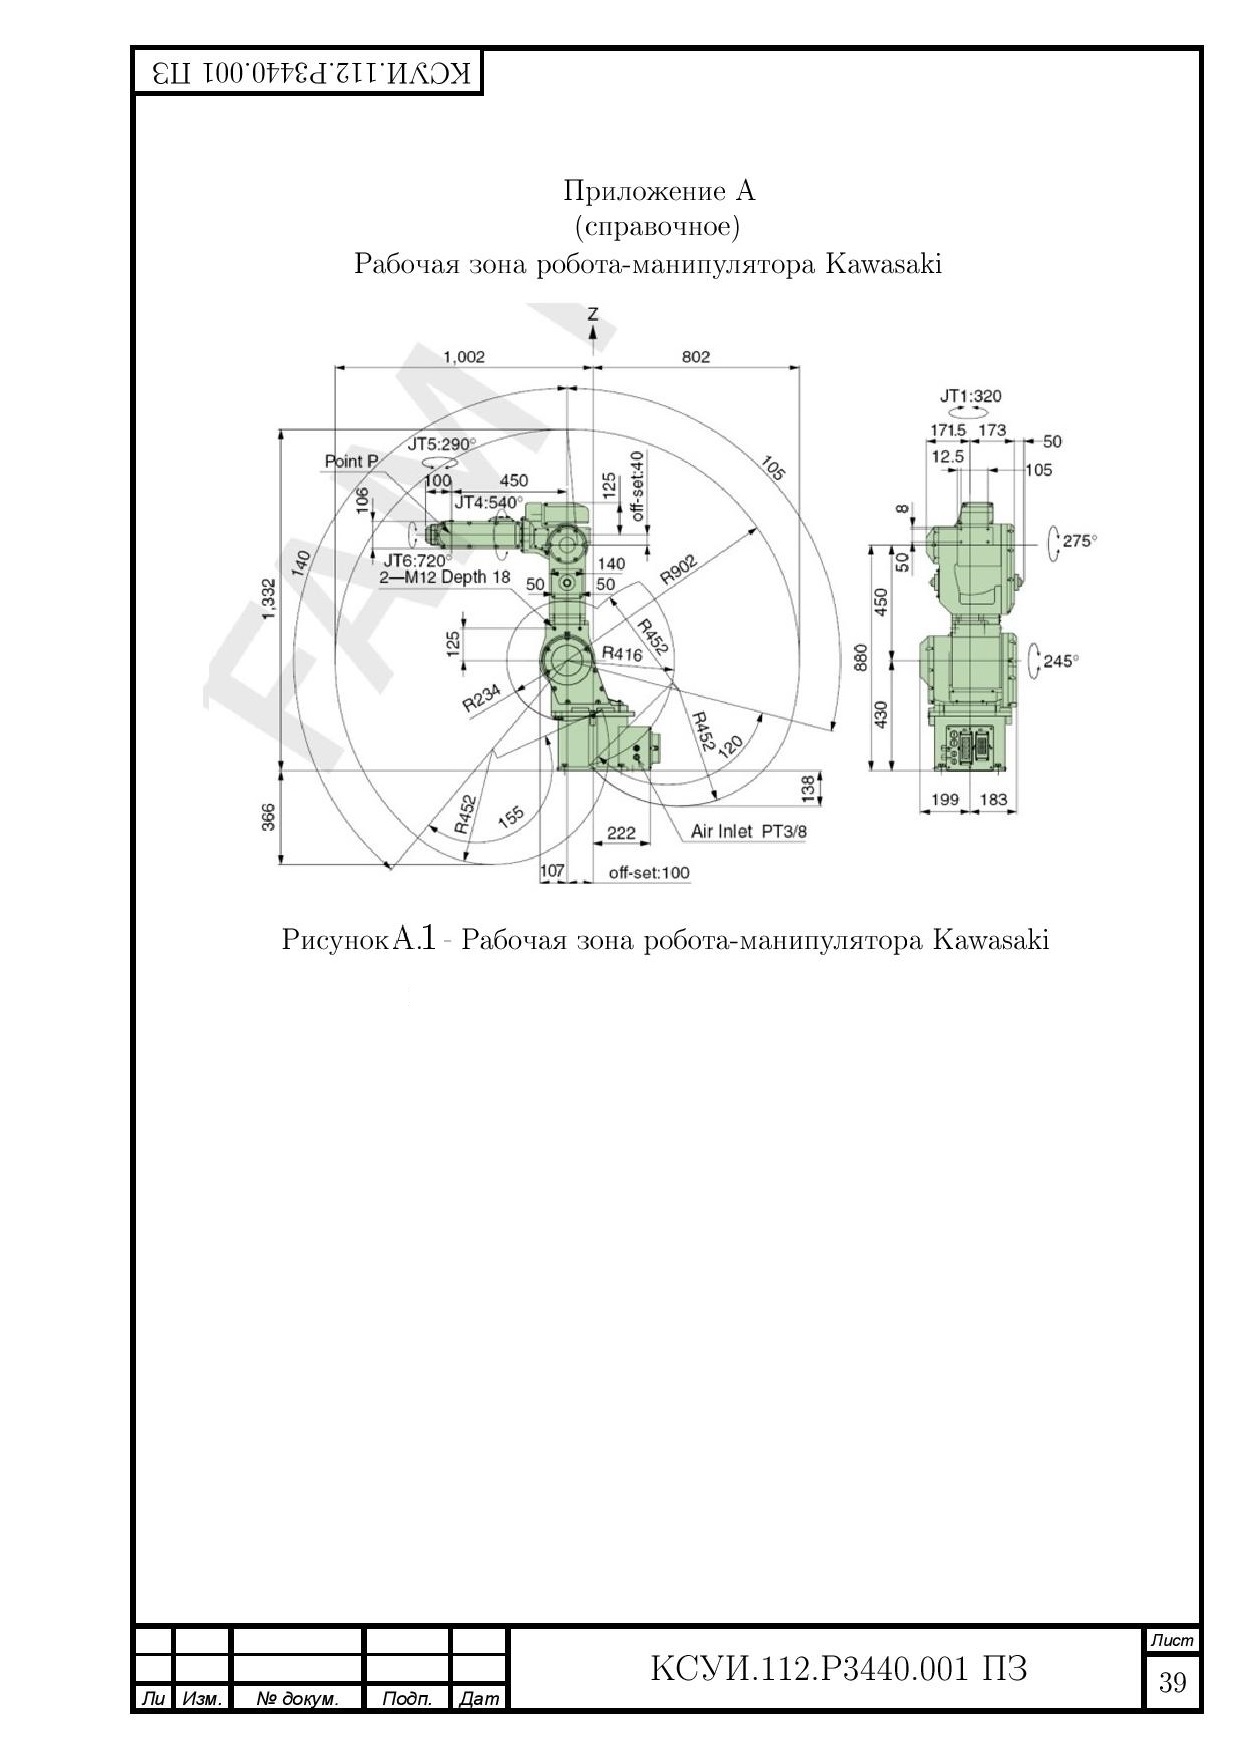 КСУИ.112.Р3440.001 ПЗ
Приложение А
(справочное)
Рабочая зона робота-манипулятора Kawasaki
FAM
Z
1,002
802
JT1:320
171.5
173
50
12.5
105
JT5:290°
Point P
100
450
125
off-set:40
105
106
JT4:540°
8
275°
140
JT6:720°
2—M12 Depth 18
50
140
50
R902
50
1,332
450
125
R452
R416
880
245°
R234
430
R452
120
138
366
R452
155
199
183
222
Air Inlet PT3/8
107
off-set:100
Рисунок А.1 - Рабочая зона робота-манипулятора Kawasaki
Лист
КСУИ.112.Р3440.001 ПЗ
39
Ли Изм. № докум. Подп. Дат